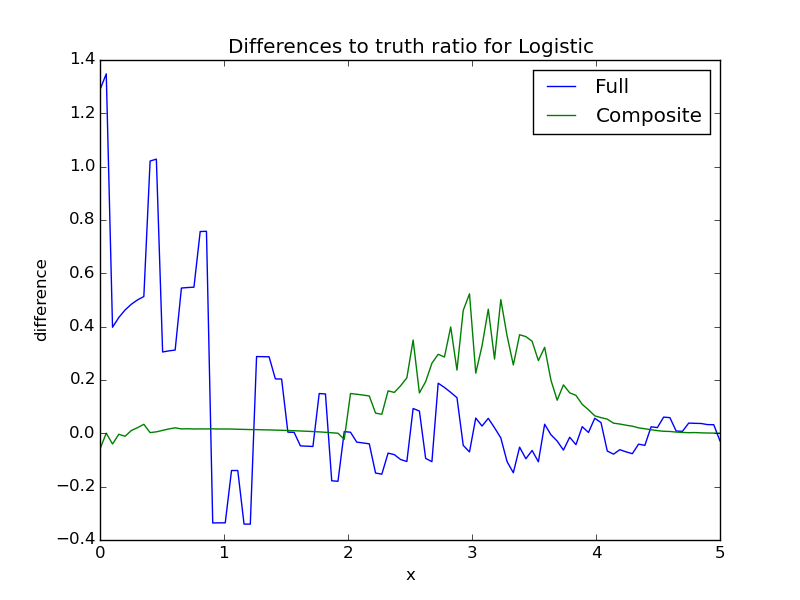 Differences to truth ratio for Logistic
Full
Composite
difference
1.4
1.2
1.0
0.8
0.6
0.4
0.2
0.0
−0.2
−0.4
0 1 2 3 4 5
x